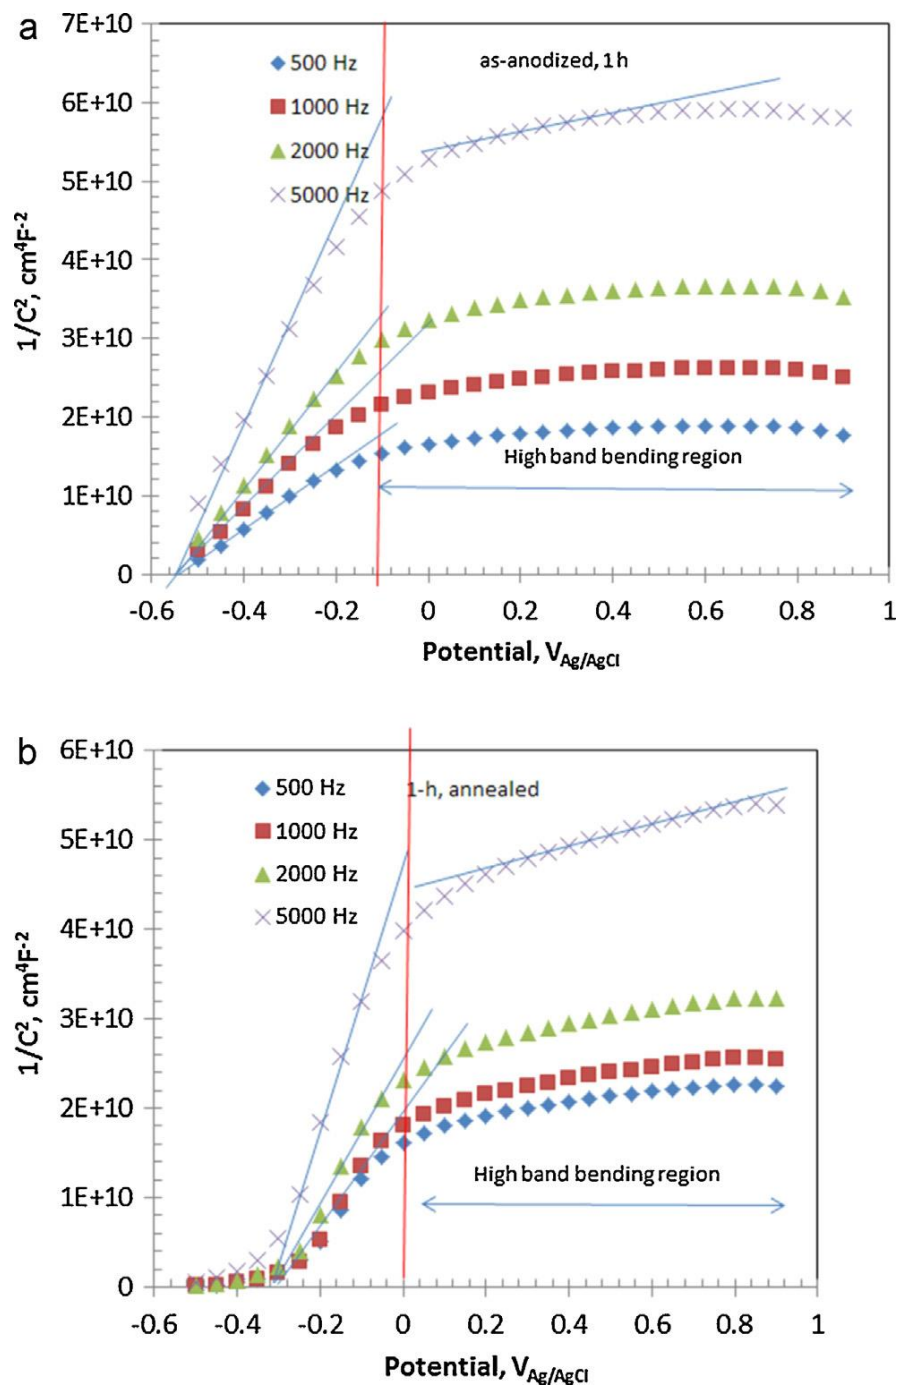 a
7E+10
6E+10
5E+10
4E+10
3E+10
2E+10
1E+10
0
1/C², cm⁴F⁻²
500 Hz
1000 Hz
2000 Hz
5000 Hz
as-anodized, 1h
High band bending region
-0.6 -0.4 -0.2 0 0.2 0.4 0.6 0.8 1
Potential, V_Ag/AgCl
b
6E+10
5E+10
4E+10
3E+10
2E+10
1E+10
0
1/C², cm⁴F⁻²
500 Hz
1000 Hz
2000 Hz
5000 Hz
1-h, annealed
High band bending region
-0.6 -0.4 -0.2 0 0.2 0.4 0.6 0.8 1
Potential, V_Ag/AgCl